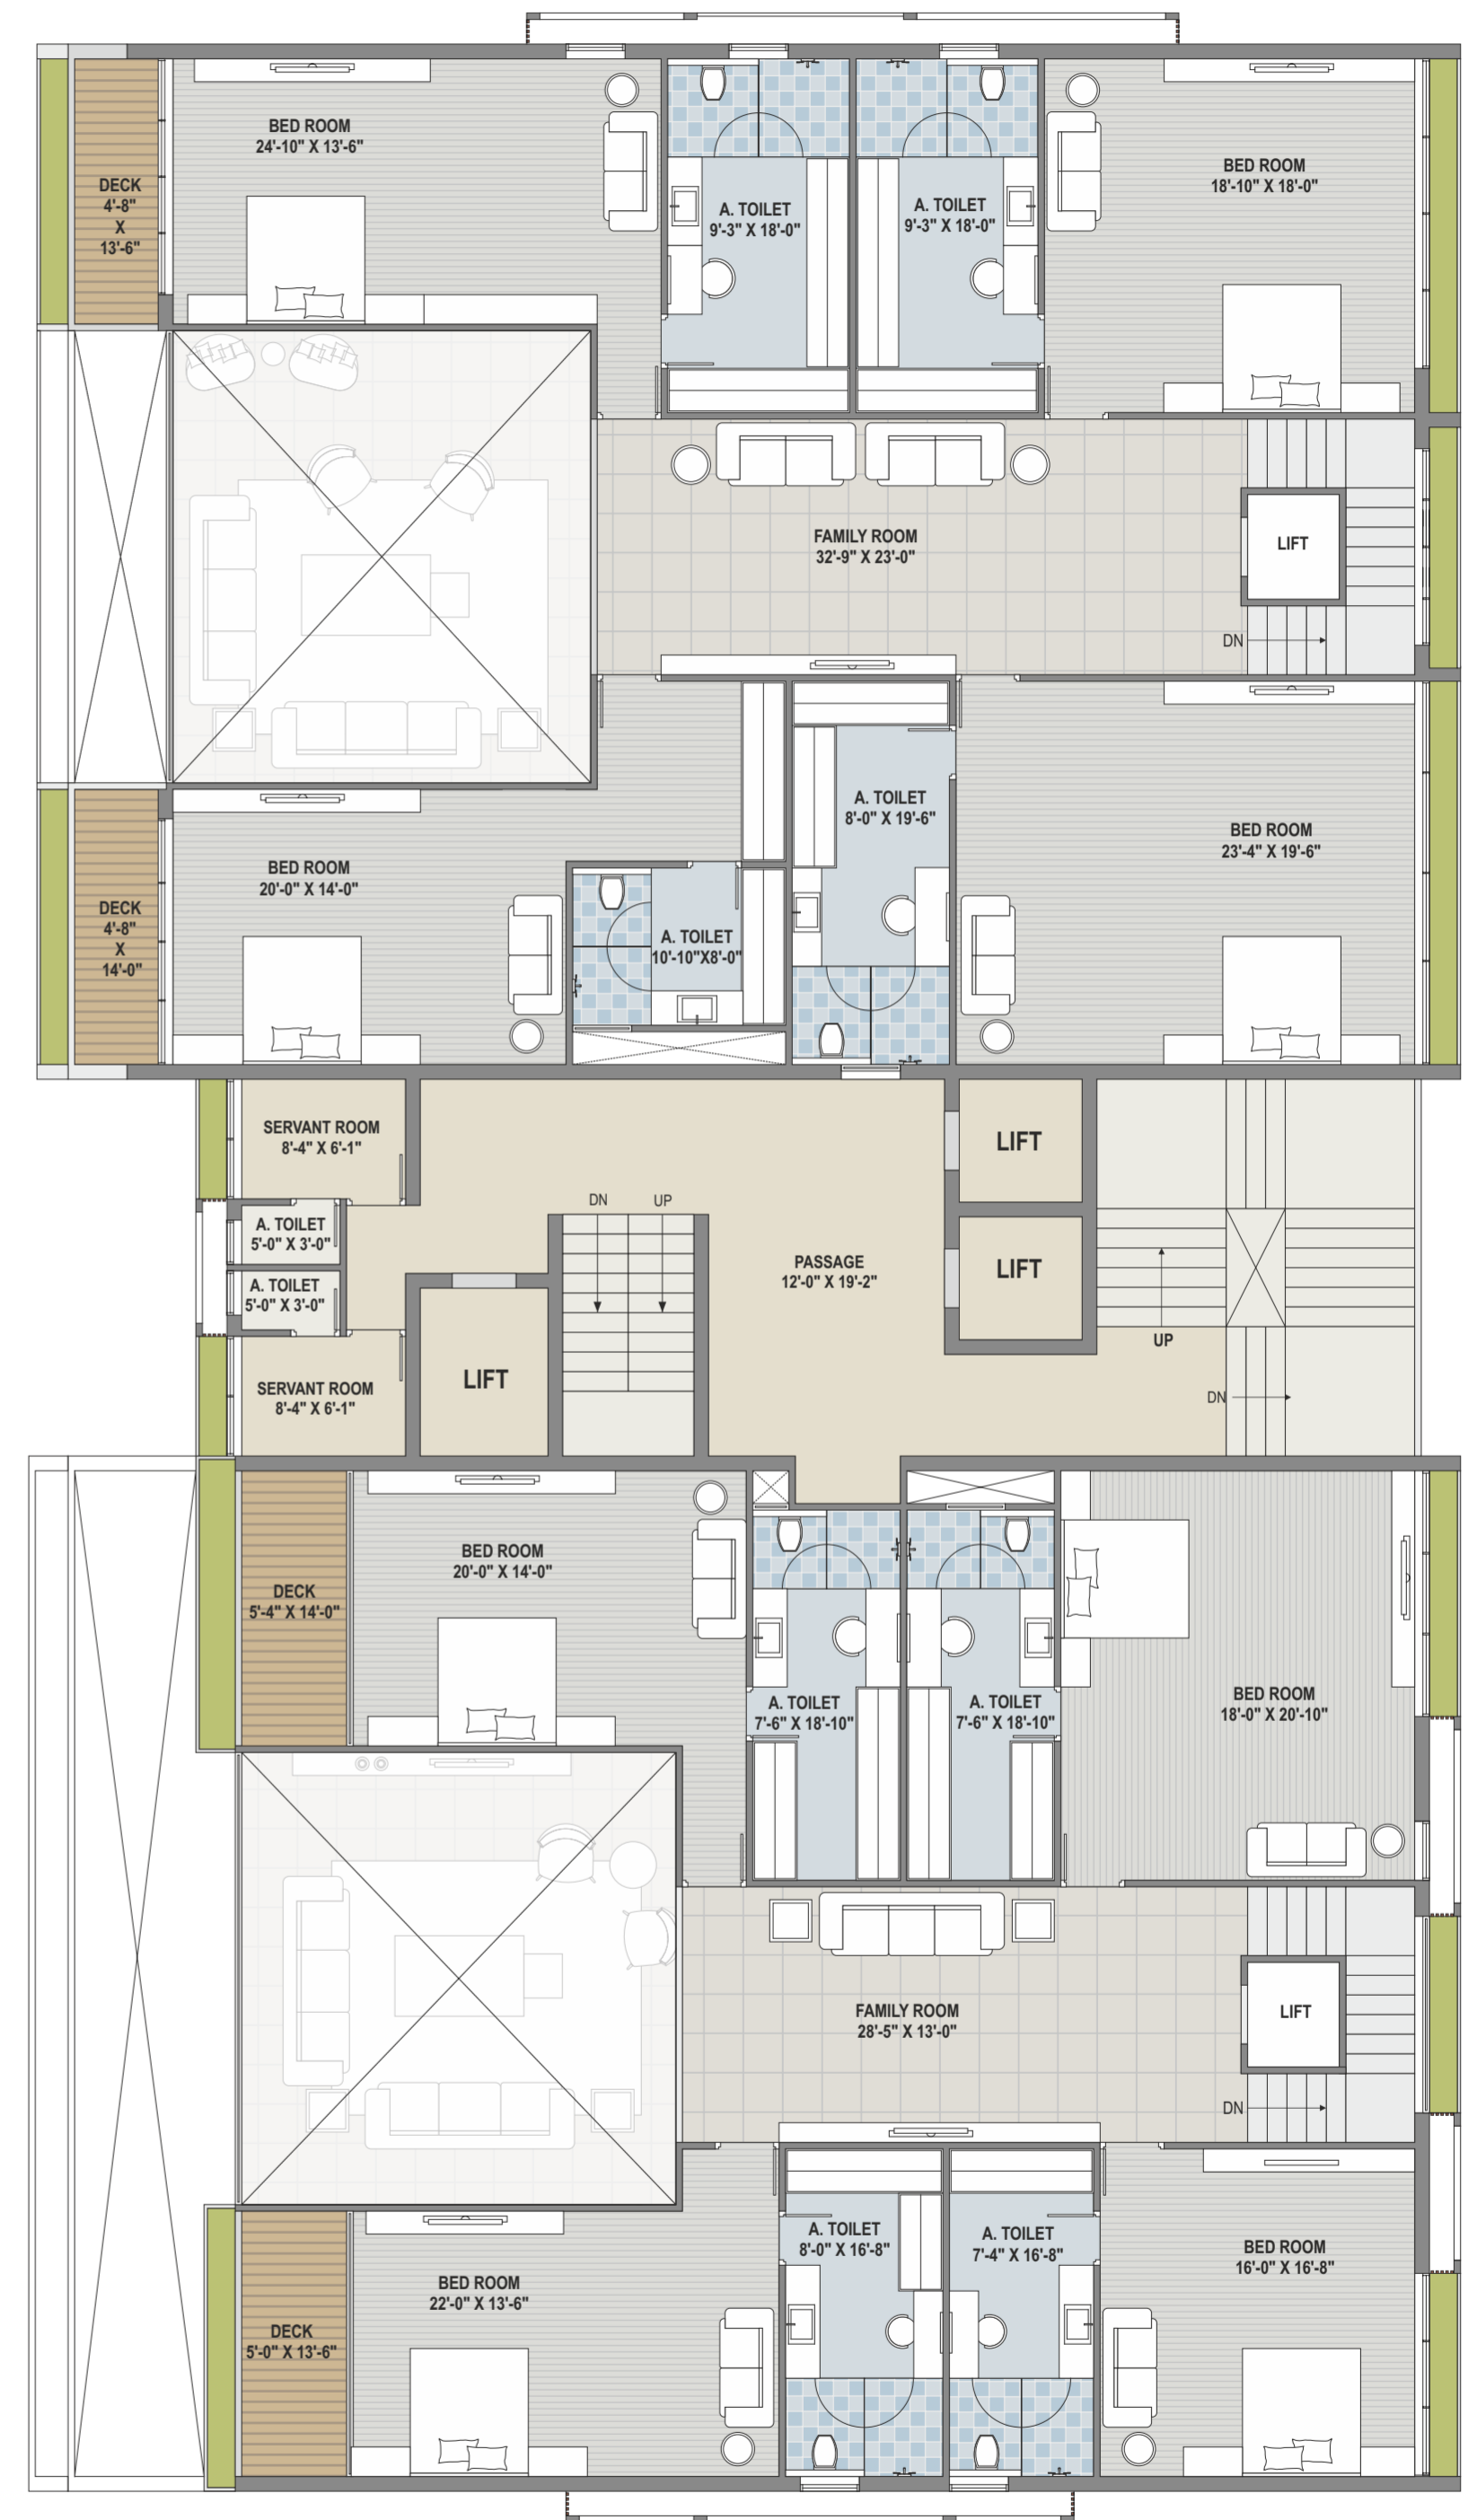 BED ROOM
24'-10" X 13'-6"
DECK
4'-8"
X
13'-6"
A. TOILET
9'-3" X 18'-0"
A. TOILET
9'-3" X 18'-0"
BED ROOM
18'-10" X 18'-0"
FAMILY ROOM
32'-9" X 23'-0"
LIFT
DN
BED ROOM
20'-0" X 14'-0"
DECK
4'-8"
X
14'-0"
A. TOILET
10'-10"X8'-0"
A. TOILET
8'-0" X 19'-6"
BED ROOM
23'-4" X 19'-6"
SERVANT ROOM
8'-4" X 6'-1"
A. TOILET
5'-0" X 3'-0"
A. TOILET
5'-0" X 3'-0"
SERVANT ROOM
8'-4" X 6'-1"
LIFT
DN
UP
PASSAGE
12'-0" X 19'-2"
LIFT
LIFT
UP
DN
BED ROOM
20'-0" X 14'-0"
DECK
5'-4" X 14'-0"
A. TOILET
7'-6" X 18'-10"
A. TOILET
7'-6" X 18'-10"
BED ROOM
18'-0" X 20'-10"
FAMILY ROOM
28'-5" X 13'-0"
LIFT
DN
BED ROOM
22'-0" X 13'-6"
DECK
5'-0" X 13'-6"
A. TOILET
8'-0" X 16'-8"
A. TOILET
7'-4" X 16'-8"
BED ROOM
16'-0" X 16'-8"